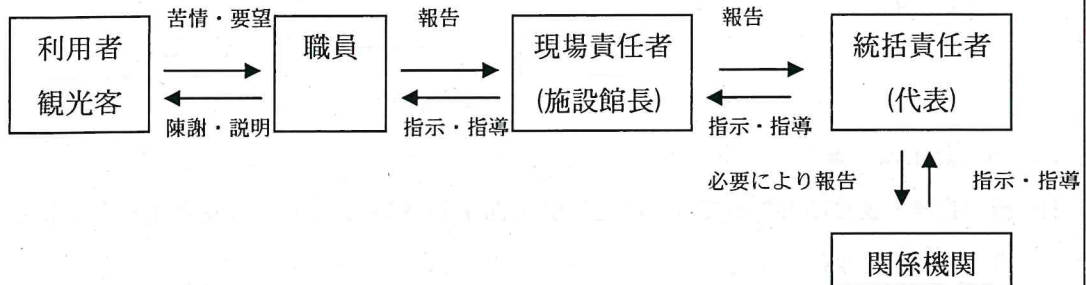 苦情・要望
報告
報告
利用者
観光客
職員
現場責任者
(施設館長)
統括責任者
(代表)
陳謝・説明
指示・指導
指示・指導
必要により報告
指示・指導
関係機関